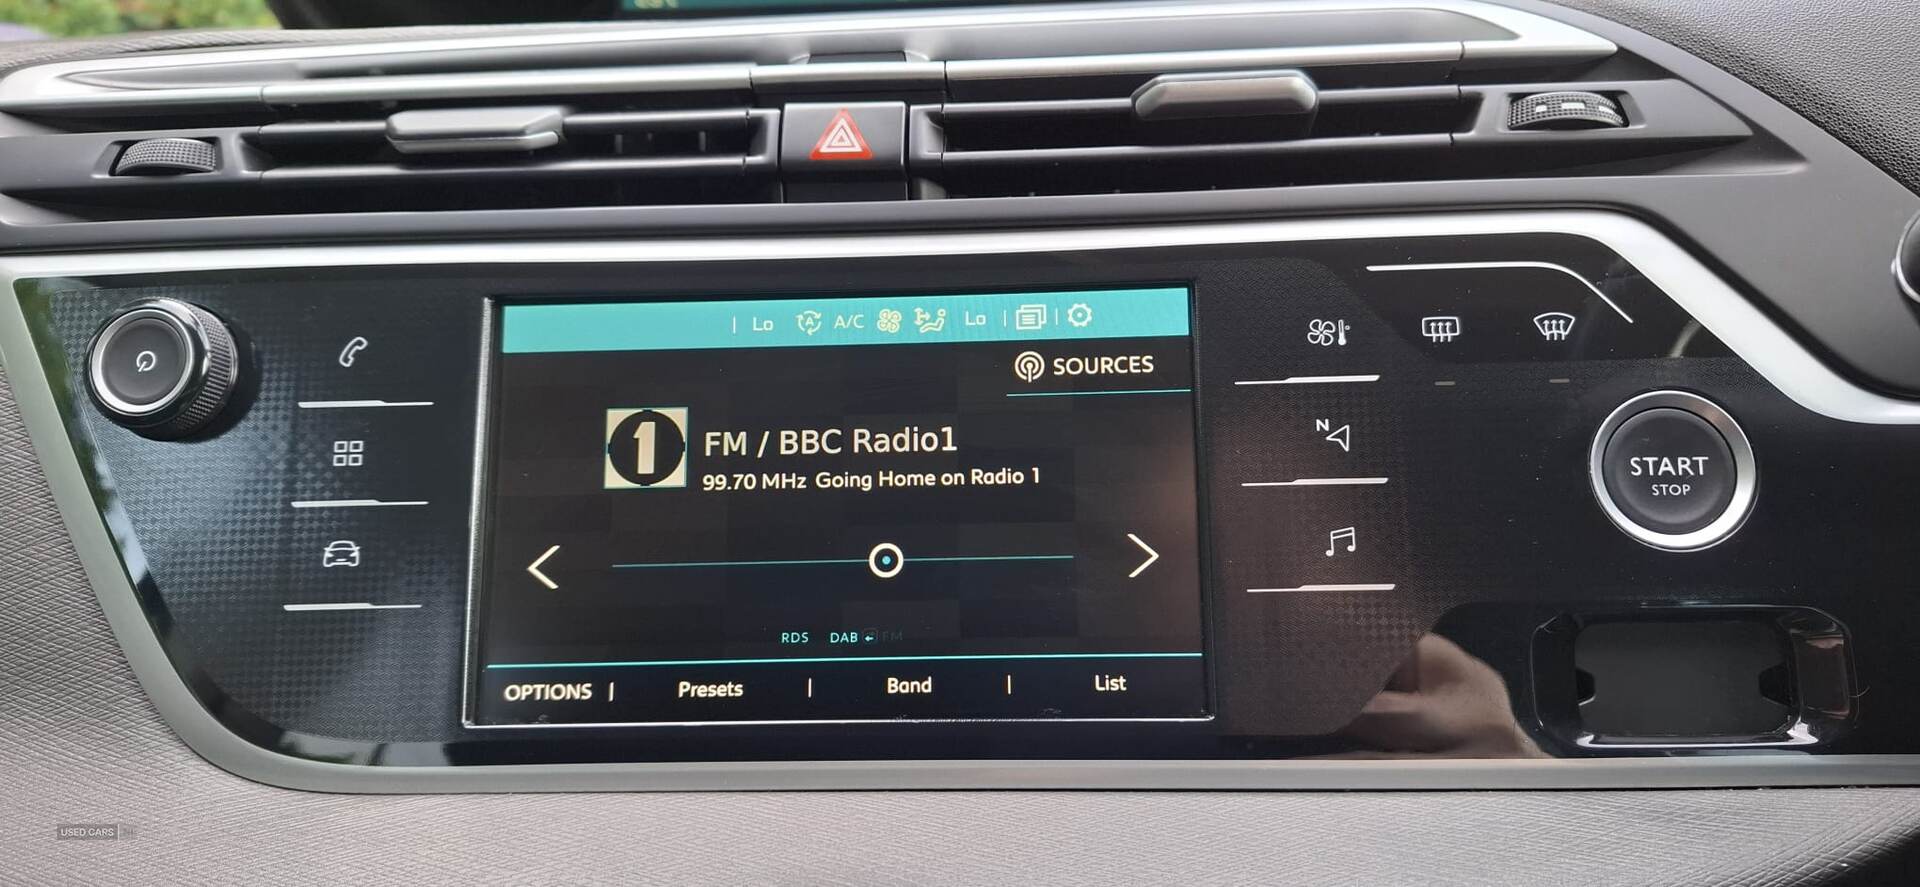 Lo A/C Lo
SOURCES
1
FM / BBC Radio1
99.70 MHz Going Home on Radio 1
RDS DAB FM
OPTIONS | Presets | Band | List
N
START
STOP
USED CARS